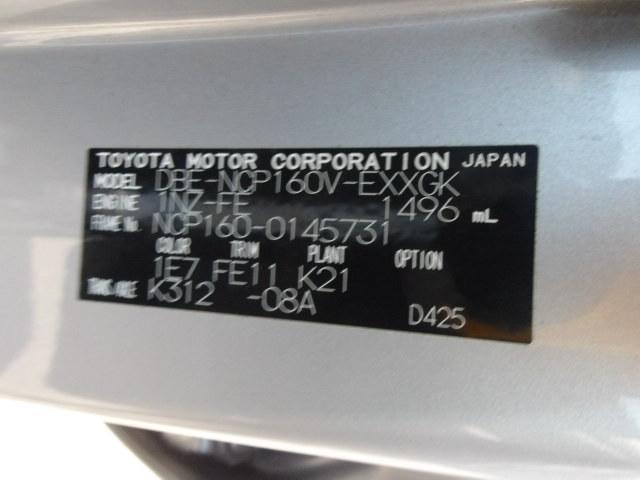 TOYOTA MOTOR CORPORATION JAPAN
MODEL DBE-NCP160V-EXXGK
ENGINE 1NZ-FE 1496 mL
FRAME No. NCP160-0145731
COLOR TRIM PLANT OPTION
1E7 FE11 K21
TRANS/AXLE K312 -08A
D425